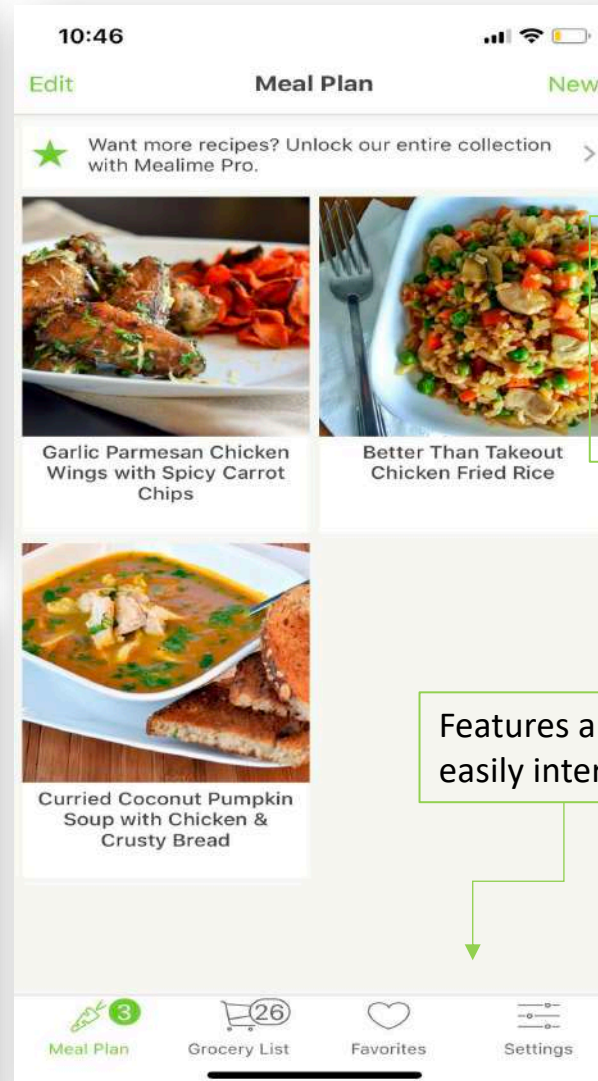 10:46
Edit
Meal Plan
New
Want more recipes? Unlock our entire collection
with Mealime Pro.
Garlic Parmesan Chicken
Wings with Spicy Carrot
Chips
Better Than Takeout
Chicken Fried Rice
Curried Coconut Pumpkin
Soup with Chicken &
Crusty Bread
Features a
easily
3
26
Meal Plan
Grocery List
Favorites
Settings